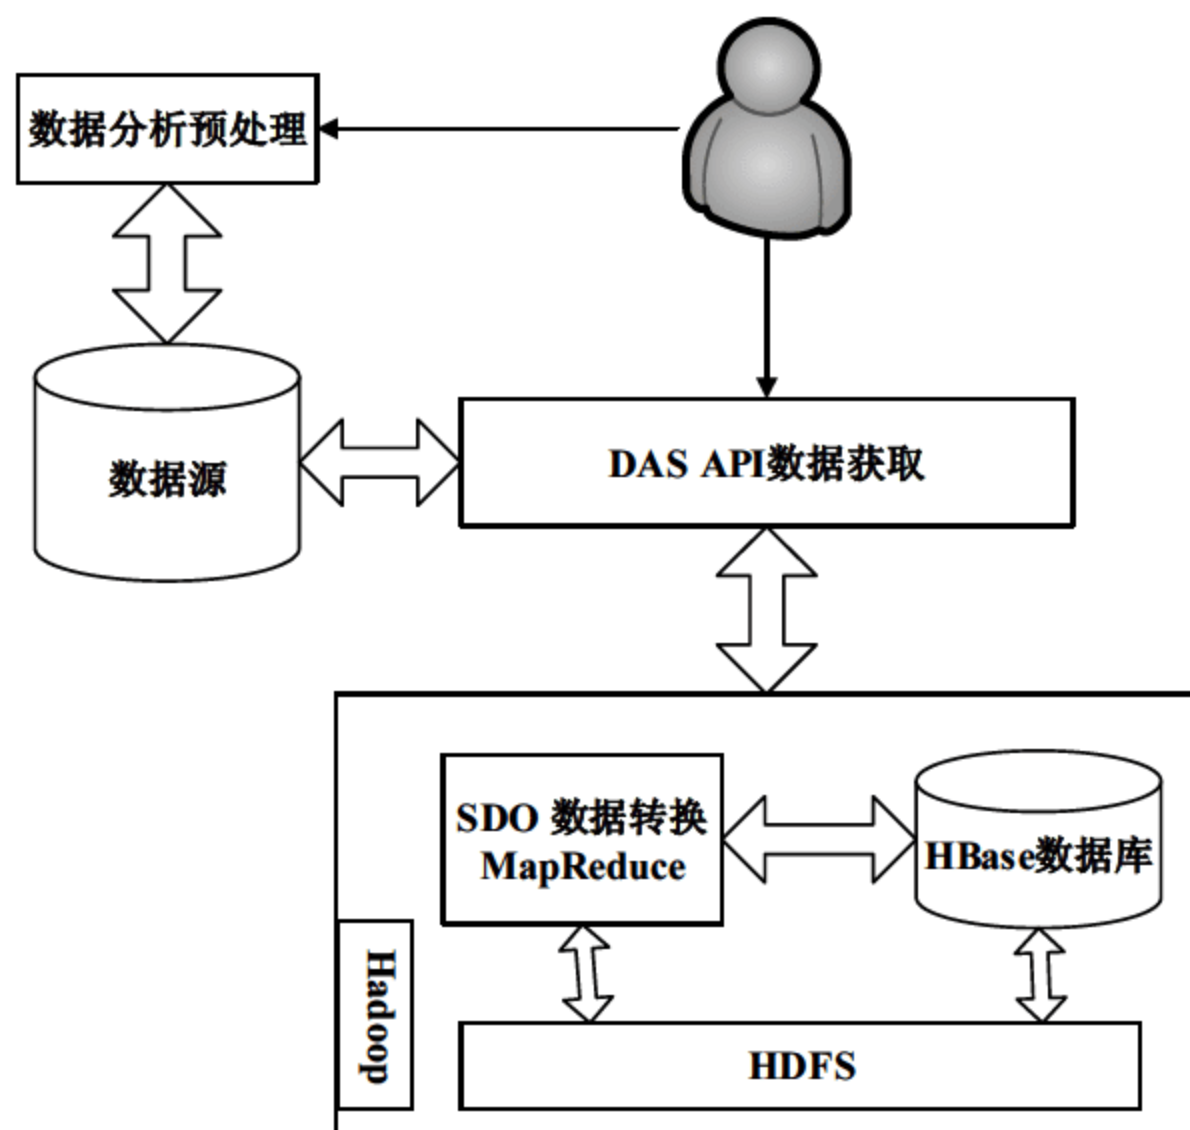 数据分析预处理
数据源
DAS API数据获取
SDO 数据转换
MapReduce
HBase数据库
Hadoop
HDFS